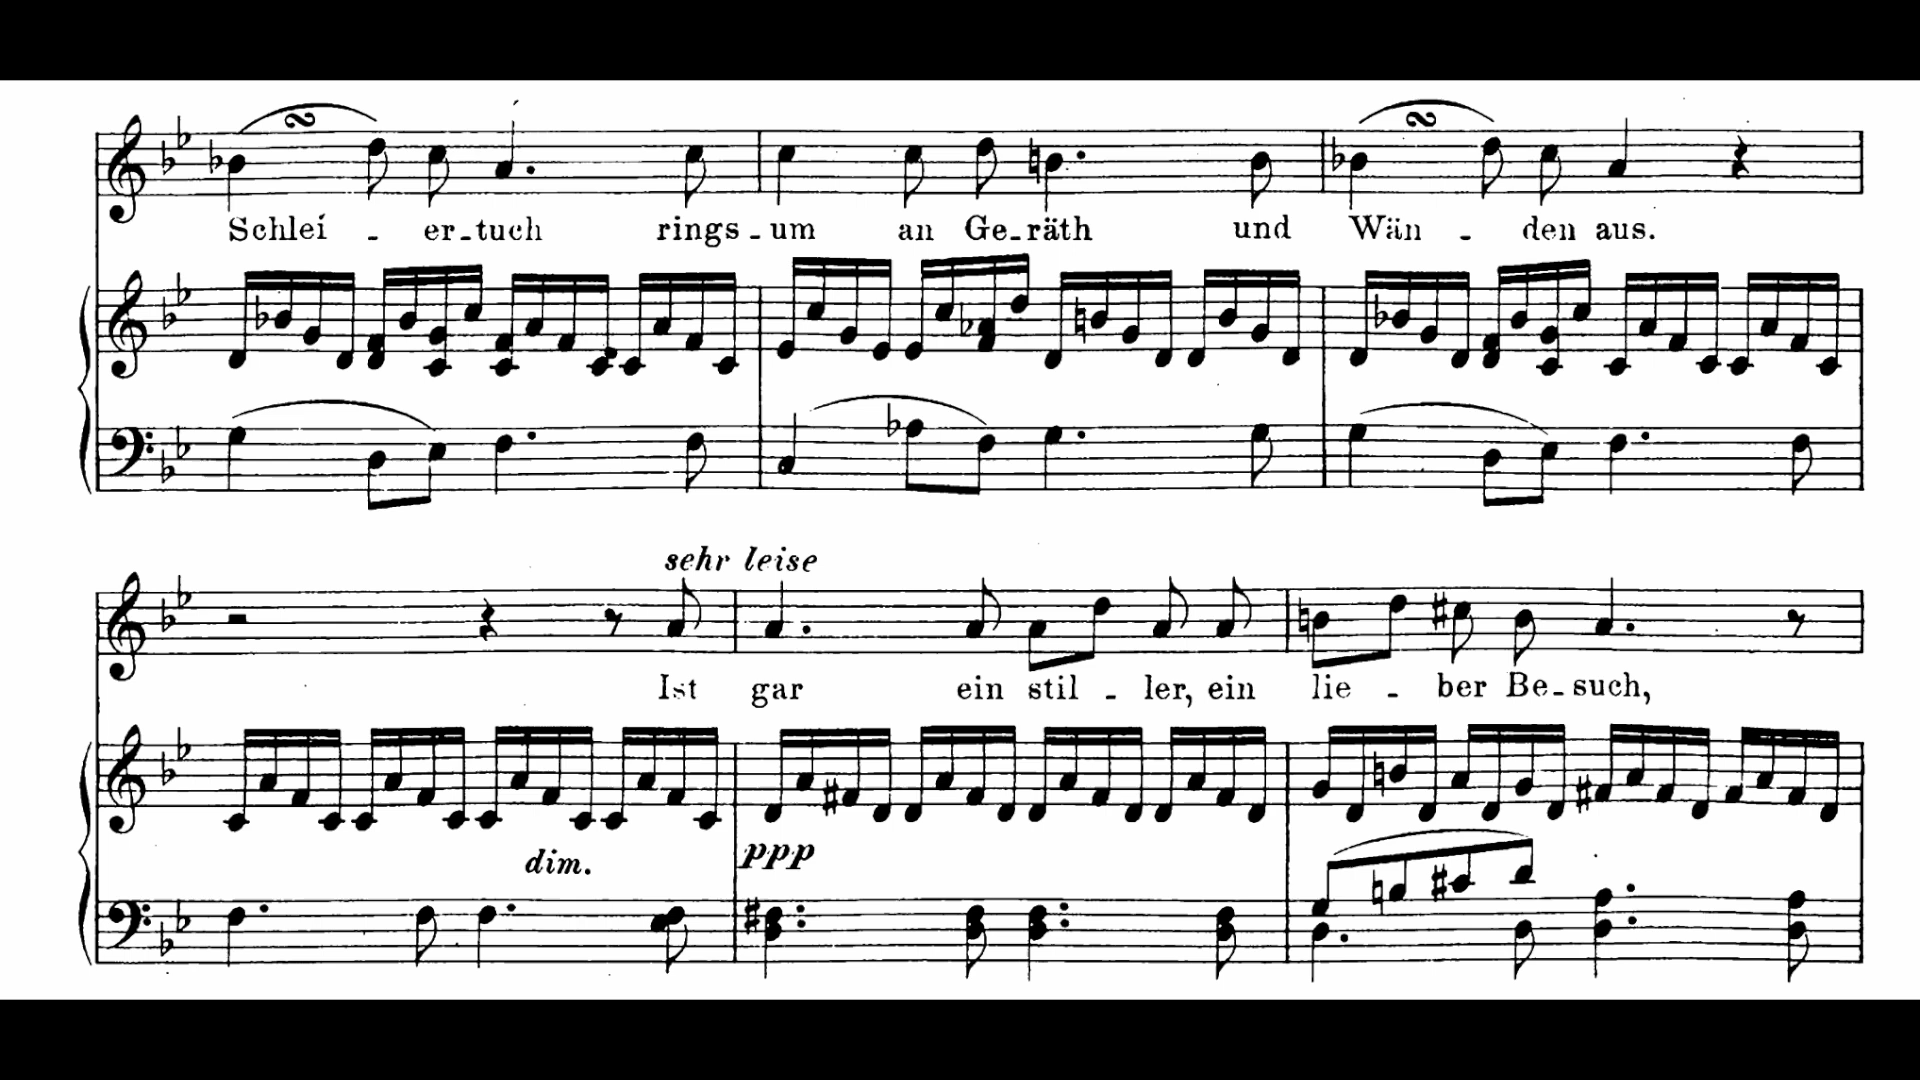 Schlei - er-tuch rings-um an Ge-räth und Wän - den aus.
sehr leise
Ist gar ein stil - ler, ein lie - ber Be-such,
dim. ppp